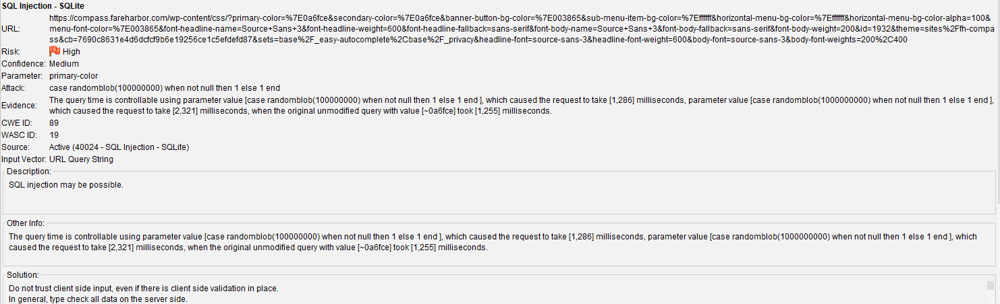 SQL Injection - SQLite
https://compass.fareharbor.com/wp-content/css/?primary-color=%7E0a6fce&secondary-color=%7E0a6fce&banner-button-bg-color=%7E003865&sub-menu-item-bg-color=%7Effffff&horizontal-menu-bg-color=%7Effffff&horizontal-menu-bg-color-alpha=100&
URL: menu-font-color=%7E003865&font-headline-name=Source+Sans+3&font-headline-weight=600&font-headline-fallback=sans-serif&font-body-name=Source+Sans+3&font-body-fallback=sans-serif&font-body-weight=200&id=1932&theme=sites%2Ffh-compa
ss&cb=7690c8631e4d6dcfcf9b6e19256ce1c5efdefd87&sets=base%2F_easy-autocomplete%2Cbase%2F_privacy&headline-font=source-sans-3&headline-font-weight=600&body-font=source-sans-3&body-font-weights=200%2C400
Risk: High
Confidence: Medium
Parameter: primary-color
Attack: case randomblob(100000000) when not null then 1 else 1 end
Evidence: The query time is controllable using parameter value [case randomblob(100000000) when not null then 1 else 1 end ], which caused the request to take [1,286] milliseconds, parameter value [case randomblob(1000000000) when not null then 1 else 1 end ],
which caused the request to take [2,321] milliseconds, when the original unmodified query with value [~0a6fce] took [1,255] milliseconds.
CWE ID: 89
WASC ID: 19
Source: Active (40024 - SQL Injection - SQLite)
Input Vector: URL Query String
Description:
SQL injection may be possible.
Other Info:
The query time is controllable using parameter value [case randomblob(100000000) when not null then 1 else 1 end ], which caused the request to take [1,286] milliseconds, parameter value [case randomblob(1000000000) when not null then 1 else 1 end ], which
caused the request to take [2,321] milliseconds, when the original unmodified query with value [~0a6fce] took [1,255] milliseconds.
Solution:
Do not trust client side input, even if there is client side validation in place.
In general, type check all data on the server side.